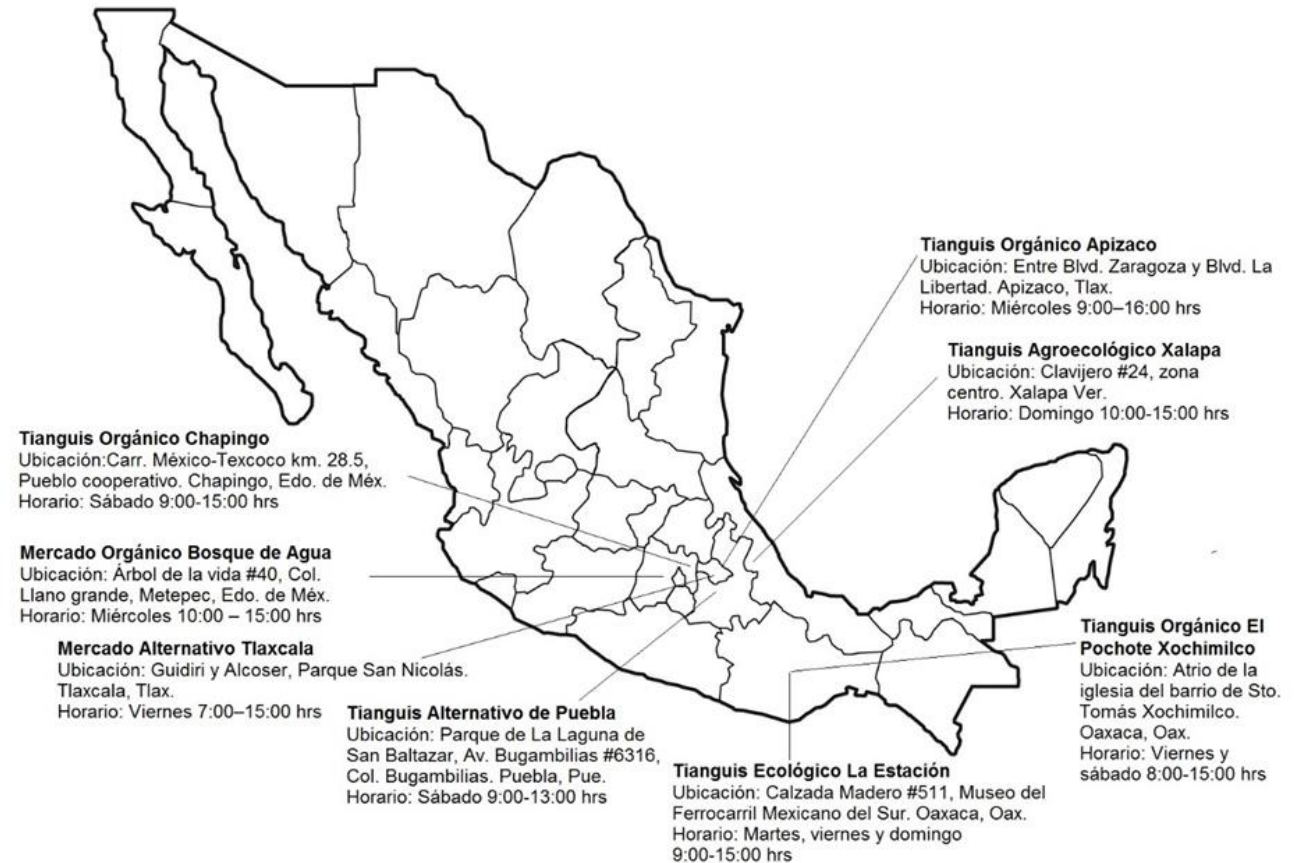 Tianguis Orgánico Apizaco
Ubicación: Entre Blvd. Zaragoza y Blvd. La
Libertad. Apizaco, Tlax.
Horario: Miércoles 9:00–16:00 hrs
Tianguis Agroecológico Xalapa
Ubicación: Clavijero #24, zona
centro. Xalapa Ver.
Horario: Domingo 10:00-15:00 hrs
Tianguis Orgánico Chapingo
Ubicación:Carr. México-Texcoco km. 28.5,
Pueblo cooperativo. Chapingo, Edo. de Méx.
Horario: Sábado 9:00-15:00 hrs
Mercado Orgánico Bosque de Agua
Ubicación: Árbol de la vida #40, Col.
Llano grande, Metepec, Edo. de Méx.
Horario: Miércoles 10:00 – 15:00 hrs
Mercado Alternativo Tlaxcala
Ubicación: Guidiri y Alcoser, Parque San Nicolás.
Tlaxcala, Tlax.
Horario: Viernes 7:00–15:00 hrs
Tianguis Alternativo de Puebla
Ubicación: Parque de La Laguna de
San Baltazar, Av. Bugambilias #6316,
Col. Bugambilias. Puebla, Pue.
Horario: Sábado 9:00-13:00 hrs
Tianguis Ecológico La Estación
Ubicación: Calzada Madero #511, Museo del
Ferrocarril Mexicano del Sur. Oaxaca, Oax.
Horario: Martes, viernes y domingo
9:00-15:00 hrs
Tianguis Orgánico El
Pochote Xochimilco
Ubicación: Atrio de la
iglesia del barrio de Sto.
Tomás Xochimilco.
Oaxaca, Oax.
Horario: Viernes y
sábado 8:00-15:00 hrs